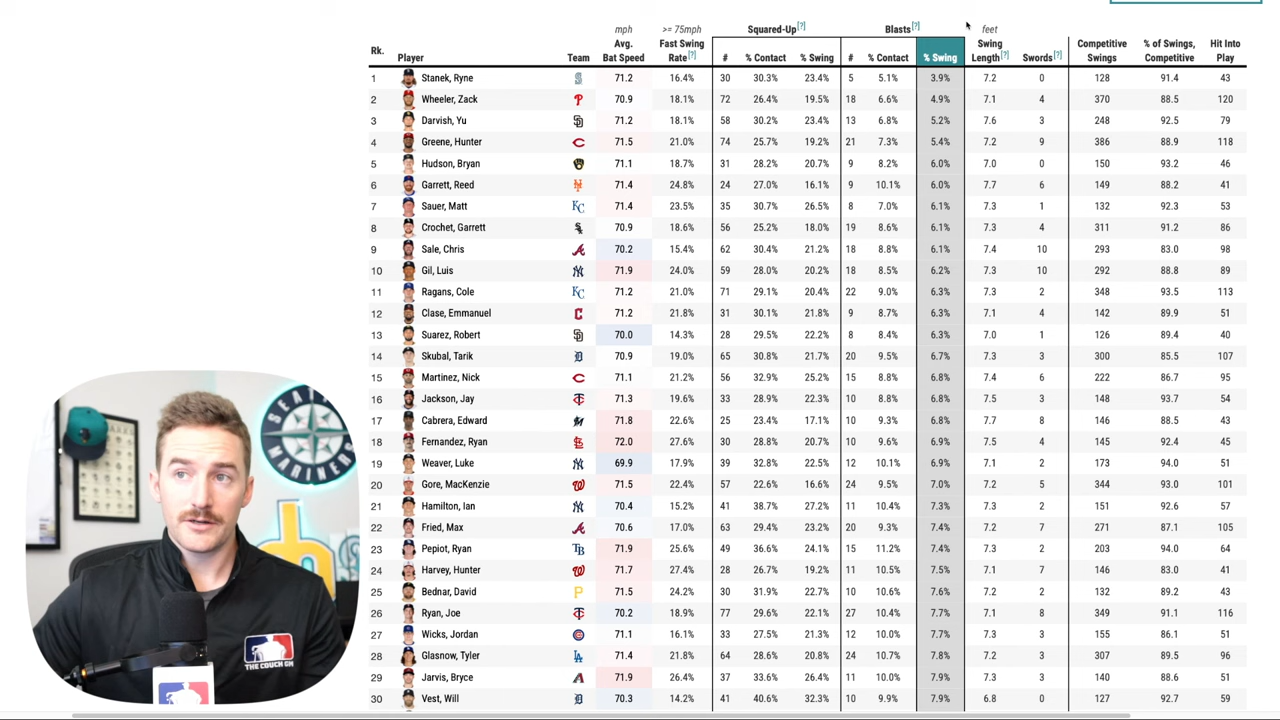 mph >= 75mph Squared-Up[?] Blasts[?] feet
Rk. Player Team Avg. Bat Speed Fast Swing Rate[?] # % Contact % Swing # % Contact % Swing Swing Length[?] Swords[?] Competitive Swings % of Swings, Competitive Hit Into Play
1 Stanek, Ryne 71.2 16.4% 30 30.3% 23.4% 5 5.1% 3.9% 7.2 0 128 91.4 43
2 Wheeler, Zack 70.9 18.1% 72 26.4% 19.5% 18 6.6% 4.9% 7.1 4 370 88.5 120
3 Darvish, Yu 71.2 18.1% 58 30.2% 23.4% 13 6.8% 5.2% 7.6 3 248 92.5 79
4 Greene, Hunter 71.5 21.0% 74 25.7% 19.2% 21 7.3% 5.4% 7.2 9 386 88.9 118
5 Hudson, Bryan 71.1 18.7% 31 28.2% 20.7% 9 8.2% 6.0% 7.0 0 150 93.2 46
6 Garrett, Reed 71.4 24.8% 24 27.0% 16.1% 9 10.1% 6.0% 7.7 6 149 88.2 41
7 Sauer, Matt 71.4 23.5% 35 30.7% 26.5% 8 7.0% 6.1% 7.3 1 132 92.3 53
8 Crochet, Garrett 70.9 18.6% 56 25.2% 18.0% 19 8.6% 6.1% 7.3 4 311 91.2 86
9 Sale, Chris 70.2 15.4% 62 30.4% 21.2% 18 8.8% 6.1% 7.4 10 293 83.0 98
10 Gil, Luis 71.9 24.0% 59 28.0% 20.2% 18 8.5% 6.2% 7.3 10 292 88.8 89
11 Ragans, Cole 71.2 21.0% 71 29.1% 20.4% 22 9.0% 6.3% 7.3 2 348 93.5 113
12 Clase, Emmanuel 71.2 21.8% 31 30.1% 21.8% 9 8.7% 6.3% 7.1 4 142 89.9 51
13 Suarez, Robert 70.0 14.3% 28 29.5% 22.2% 8 8.4% 6.3% 7.0 1 126 89.4 40
14 Skubal, Tarik 70.9 19.0% 65 30.8% 21.7% 20 9.5% 6.7% 7.3 3 300 85.5 107
15 Martinez, Nick 71.1 21.2% 56 32.9% 25.2% 15 8.8% 6.8% 7.4 6 222 86.7 95
16 Jackson, Jay 71.3 19.6% 33 28.9% 22.3% 10 8.8% 6.8% 7.5 3 148 93.7 54
17 Cabrera, Edward 71.8 22.6% 25 23.4% 17.1% 10 9.3% 6.8% 7.7 8 146 88.5 43
18 Fernandez, Ryan 72.0 27.6% 30 28.8% 20.7% 10 9.6% 6.9% 7.5 4 145 92.4 45
19 Weaver, Luke 69.9 17.9% 39 32.8% 22.5% 12 10.1% 6.9% 7.1 2 173 94.0 51
20 Gore, MacKenzie 71.5 22.4% 57 22.6% 16.6% 24 9.5% 7.0% 7.2 5 344 93.0 101
21 Hamilton, Ian 70.4 15.2% 41 38.7% 27.2% 11 10.4% 7.3% 7.3 2 151 92.6 57
22 Fried, Max 70.6 17.0% 63 29.4% 23.2% 20 9.3% 7.4% 7.2 7 271 87.1 105
23 Pepiot, Ryan 71.9 25.6% 49 36.6% 24.1% 15 11.2% 7.4% 7.3 2 203 94.0 64
24 Harvey, Hunter 71.7 27.4% 28 26.7% 19.2% 11 10.5% 7.5% 7.1 7 146 83.0 41
25 Bednar, David 71.5 24.2% 30 31.9% 22.7% 10 10.6% 7.6% 7.2 2 132 89.2 43
26 Ryan, Joe 70.2 18.9% 77 29.6% 22.1% 27 10.4% 7.7% 7.1 8 349 91.1 116
27 Wicks, Jordan 71.1 16.1% 33 27.5% 21.3% 12 10.0% 7.7% 7.3 3 155 86.1 51
28 Glasnow, Tyler 71.4 21.8% 64 28.6% 20.8% 24 10.7% 7.8% 7.2 3 307 89.5 96
29 Jarvis, Bryce 71.9 26.4% 37 33.6% 26.4% 11 10.0% 7.9% 7.3 3 140 88.6 51
30 Vest, Will 70.3 14.2% 41 40.6% 32.3% 10 9.9% 7.9% 6.8 0 127 92.7 59
SEATTLE
MARINERS
THE COUCH GM